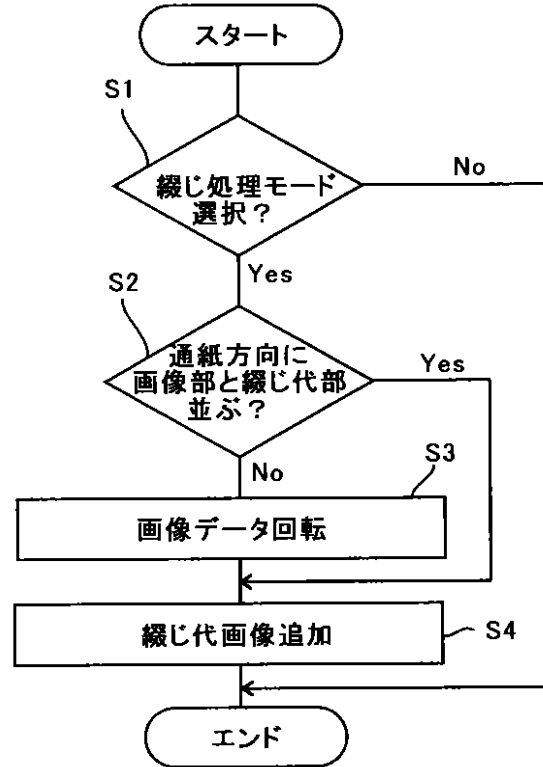 スタート
S1
綴じ処理モード
選択？
No
Yes
S2
通紙方向に
画像部と綴じ代部
並ぶ？
Yes
No
S3
画像データ回転
綴じ代画像追加
S4
エンド